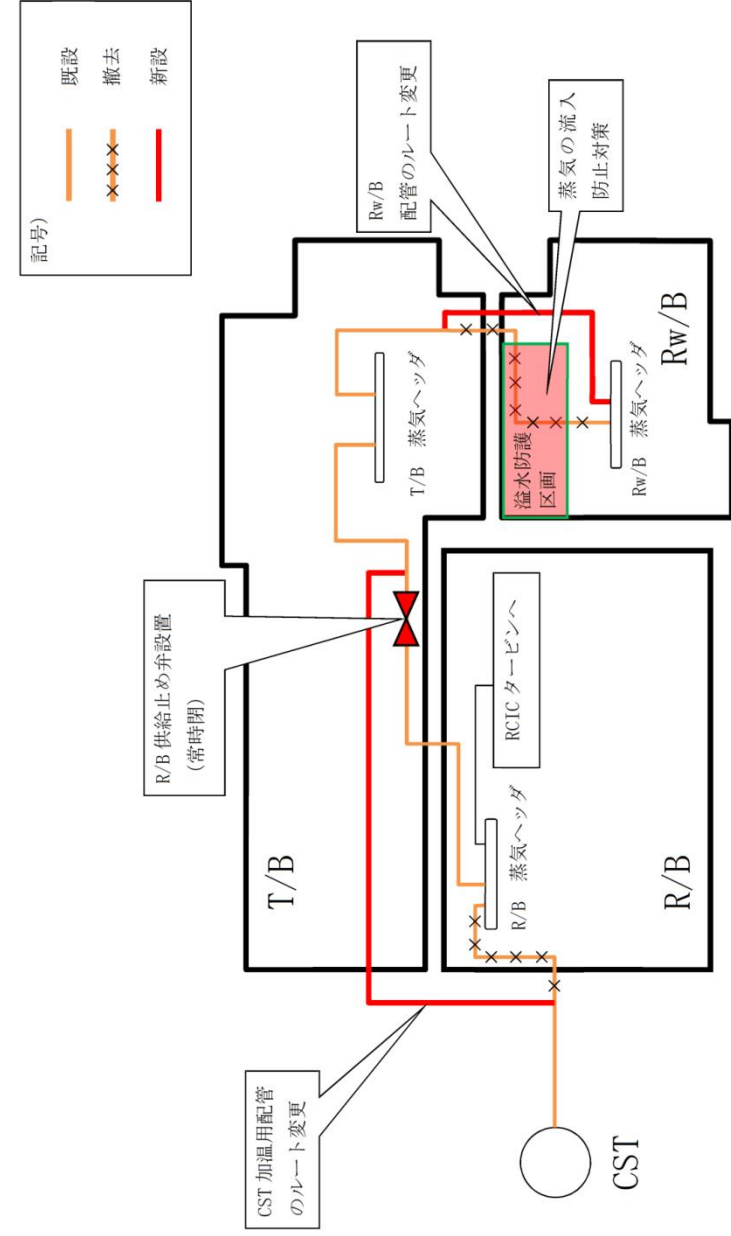 記号)
既設
撤去
新設
R/B 供給止め弁設置
(常時閉)
CST 加温用配管
のルート変更
Rw/B
配管のルート変更
蒸気の流入
防止対策
T/B
T/B 蒸気ヘッダ
溢水防護
区画
Rw/B 蒸気ヘッダ
Rw/B
RCIC タービンへ
R/B 蒸気ヘッダ
R/B
CST